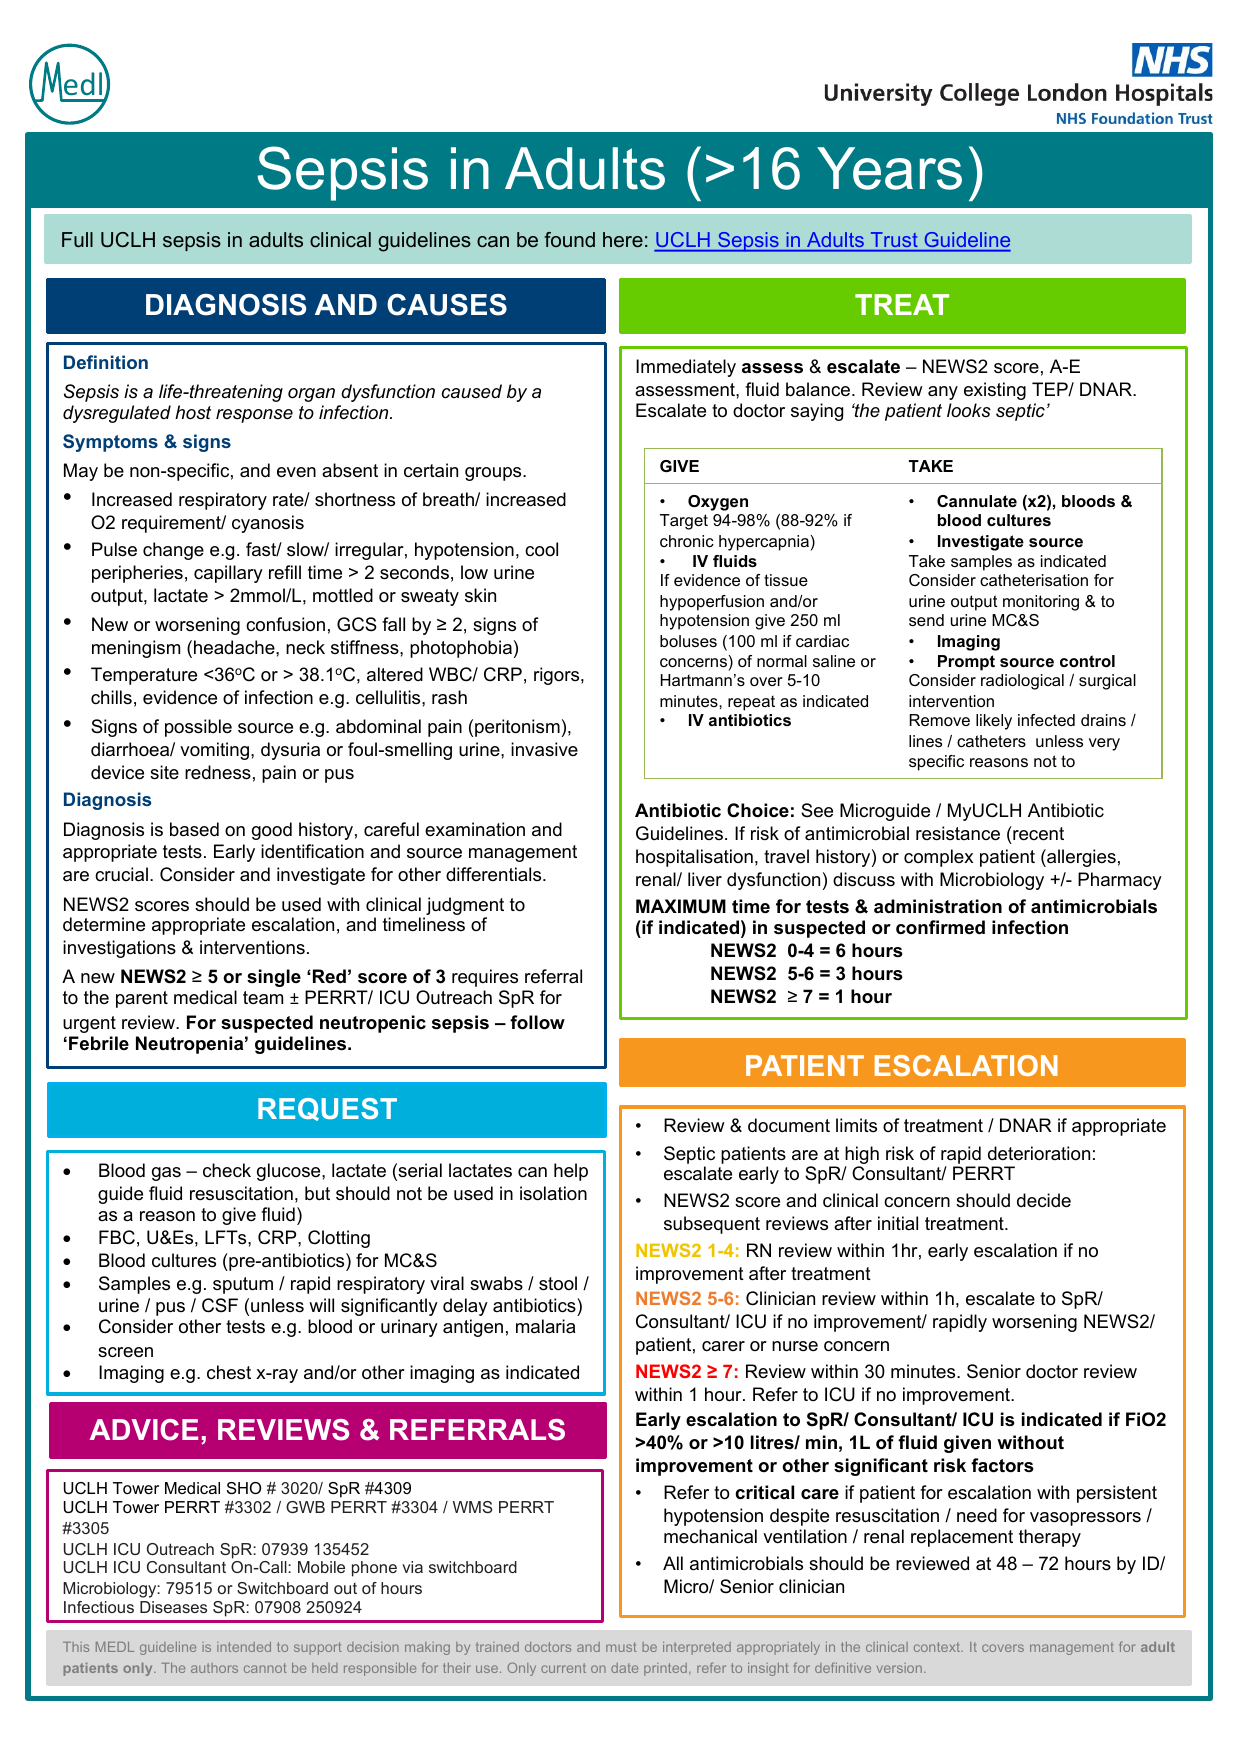 Medl
NHS
University College London Hospitals
NHS Foundation Trust
Sepsis in Adults (>16 Years)
Full UCLH sepsis in adults clinical guidelines can be found here: UCLH Sepsis in Adults Trust Guideline
DIAGNOSIS AND CAUSES
Definition
Sepsis is a life-threatening organ dysfunction caused by a
dysregulated host response to infection.
Symptoms & signs
May be non-specific, and even absent in certain groups.
• Increased respiratory rate/ shortness of breath/ increased
O2 requirement/ cyanosis
• Pulse change e.g. fast/ slow/ irregular, hypotension, cool
peripheries, capillary refill time > 2 seconds, low urine
output, lactate > 2mmol/L, mottled or sweaty skin
• New or worsening confusion, GCS fall by ≥ 2, signs of
meningism (headache, neck stiffness, photophobia)
• Temperature <36ºC or > 38.1ºC, altered WBC/ CRP, rigors,
chills, evidence of infection e.g. cellulitis, rash
• Signs of possible source e.g. abdominal pain (peritonism),
diarrhoea/ vomiting, dysuria or foul-smelling urine, invasive
device site redness, pain or pus
Diagnosis
Diagnosis is based on good history, careful examination and
appropriate tests. Early identification and source management
are crucial. Consider and investigate for other differentials.
NEWS2 scores should be used with clinical judgment to
determine appropriate escalation, and timeliness of
investigations & interventions.
A new NEWS2 ≥ 5 or single ‘Red’ score of 3 requires referral
to the parent medical team ± PERRT/ ICU Outreach SpR for
urgent review. For suspected neutropenic sepsis – follow
‘Febrile Neutropenia’ guidelines.
REQUEST
• Blood gas – check glucose, lactate (serial lactates can help
guide fluid resuscitation, but should not be used in isolation
as a reason to give fluid)
• FBC, U&Es, LFTs, CRP, Clotting
• Blood cultures (pre-antibiotics) for MC&S
• Samples e.g. sputum / rapid respiratory viral swabs / stool /
urine / pus / CSF (unless will significantly delay antibiotics)
• Consider other tests e.g. blood or urinary antigen, malaria
screen
• Imaging e.g. chest x-ray and/or other imaging as indicated
ADVICE, REVIEWS & REFERRALS
UCLH Tower Medical SHO # 3020/ SpR #4309
UCLH Tower PERRT #3302 / GWB PERRT #3304 / WMS PERRT
#3305
UCLH ICU Outreach SpR: 07939 135452
UCLH ICU Consultant On-Call: Mobile phone via switchboard
Microbiology: 79515 or Switchboard out of hours
Infectious Diseases SpR: 07908 250924
TREAT
Immediately assess & escalate – NEWS2 score, A-E
assessment, fluid balance. Review any existing TEP/ DNAR.
Escalate to doctor saying ‘the patient looks septic’
GIVE
• Oxygen
Target 94-98% (88-92% if
chronic hypercapnia)
• IV fluids
If evidence of tissue
hypoperfusion and/or
hypotension give 250 ml
boluses (100 ml if cardiac
concerns) of normal saline or
Hartmann’s over 5-10
minutes, repeat as indicated
• IV antibiotics
TAKE
• Cannulate (x2), bloods &
blood cultures
• Investigate source
Take samples as indicated
Consider catheterisation for
urine output monitoring & to
send urine MC&S
• Imaging
• Prompt source control
Consider radiological / surgical
intervention
Remove likely infected drains /
lines / catheters unless very
specific reasons not to
Antibiotic Choice: See Microguide / MyUCLH Antibiotic
Guidelines. If risk of antimicrobial resistance (recent
hospitalisation, travel history) or complex patient (allergies,
renal/ liver dysfunction) discuss with Microbiology +/- Pharmacy
MAXIMUM time for tests & administration of antimicrobials
(if indicated) in suspected or confirmed infection
NEWS2 0-4 = 6 hours
NEWS2 5-6 = 3 hours
NEWS2 ≥ 7 = 1 hour
PATIENT ESCALATION
• Review & document limits of treatment / DNAR if appropriate
• Septic patients are at high risk of rapid deterioration:
escalate early to SpR/ Consultant/ PERRT
• NEWS2 score and clinical concern should decide
subsequent reviews after initial treatment.
NEWS2 1-4: RN review within 1hr, early escalation if no
improvement after treatment
NEWS2 5-6: Clinician review within 1h, escalate to SpR/
Consultant/ ICU if no improvement/ rapidly worsening NEWS2/
patient, carer or nurse concern
NEWS2 ≥ 7: Review within 30 minutes. Senior doctor review
within 1 hour. Refer to ICU if no improvement.
Early escalation to SpR/ Consultant/ ICU is indicated if FiO2
>40% or >10 litres/ min, 1L of fluid given without
improvement or other significant risk factors
• Refer to critical care if patient for escalation with persistent
hypotension despite resuscitation / need for vasopressors /
mechanical ventilation / renal replacement therapy
• All antimicrobials should be reviewed at 48 – 72 hours by ID/
Micro/ Senior clinician
This MEDL guideline is intended to support decision making by trained doctors and must be interpreted appropriately in the clinical context. It covers management for adult
patients only. The authors cannot be held responsible for their use. Only current on date printed, refer to insight for definitive version.